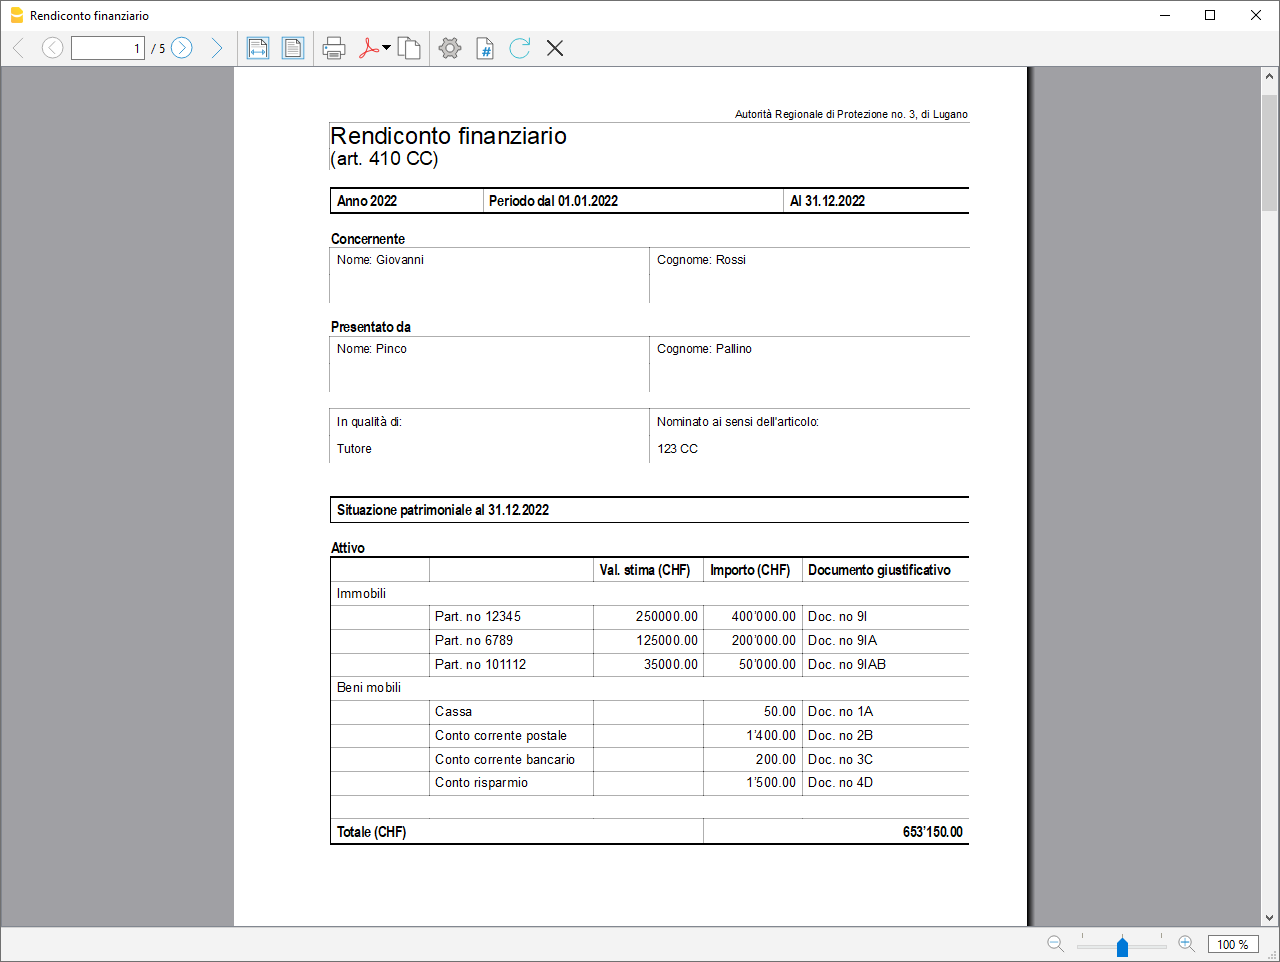 Rendiconto finanziario
1 / 5
Autorità Regionale di Protezione no. 3, di Lugano
Rendiconto finanziario
(art. 410 CC)
Anno 2022 Periodo dal 01.01.2022 Al 31.12.2022
Concernente
Nome: Giovanni Cognome: Rossi
Presentato da
Nome: Pinco Cognome: Pallino
In qualità di: Nominato ai sensi dell'articolo:
Tutore 123 CC
Situazione patrimoniale al 31.12.2022
Attivo
Val. stima (CHF) Importo (CHF) Documento giustificativo
Immobili
Part. no 12345 250000.00 400'000.00 Doc. no 9I
Part. no 6789 125000.00 200'000.00 Doc. no 9IA
Part. no 101112 35000.00 50'000.00 Doc. no 9IAB
Beni mobili
Cassa 50.00 Doc. no 1A
Conto corrente postale 1'400.00 Doc. no 2B
Conto corrente bancario 200.00 Doc. no 3C
Conto risparmio 1'500.00 Doc. no 4D
Totale (CHF) 653'150.00
100 %